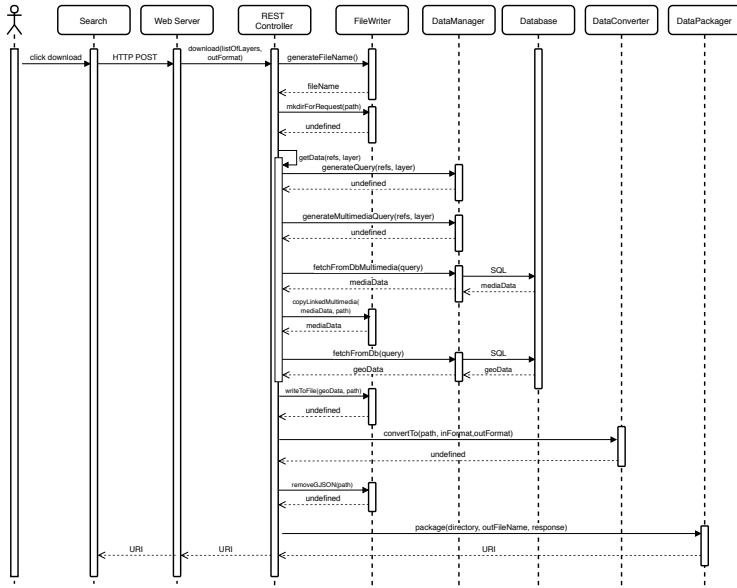 Search
Web Server
REST
Controller
FileWriter
DataManager
Database
DataConverter
DataPackager
click download
HTTP POST
download(listOfLayers,
outFormat)
generateFileName()
fileName
mkdirForRequest(path)
undefined
getData(refs, layer)
generateQuery(refs, layer)
undefined
generateMultimediaQuery(refs, layer)
undefined
fetchFromDbMultimedia(query)
SQL
mediaData
mediaData
copyLinkedMultimedia(
mediaData, path)
mediaData
fetchFromDb(query)
SQL
geoData
geoData
writeToFile(geoData, path)
undefined
convertTo(path, inFormat,outFormat)
undefined
removeGJSON(path)
undefined
package(directory, outFileName, response)
URI
URI
URI